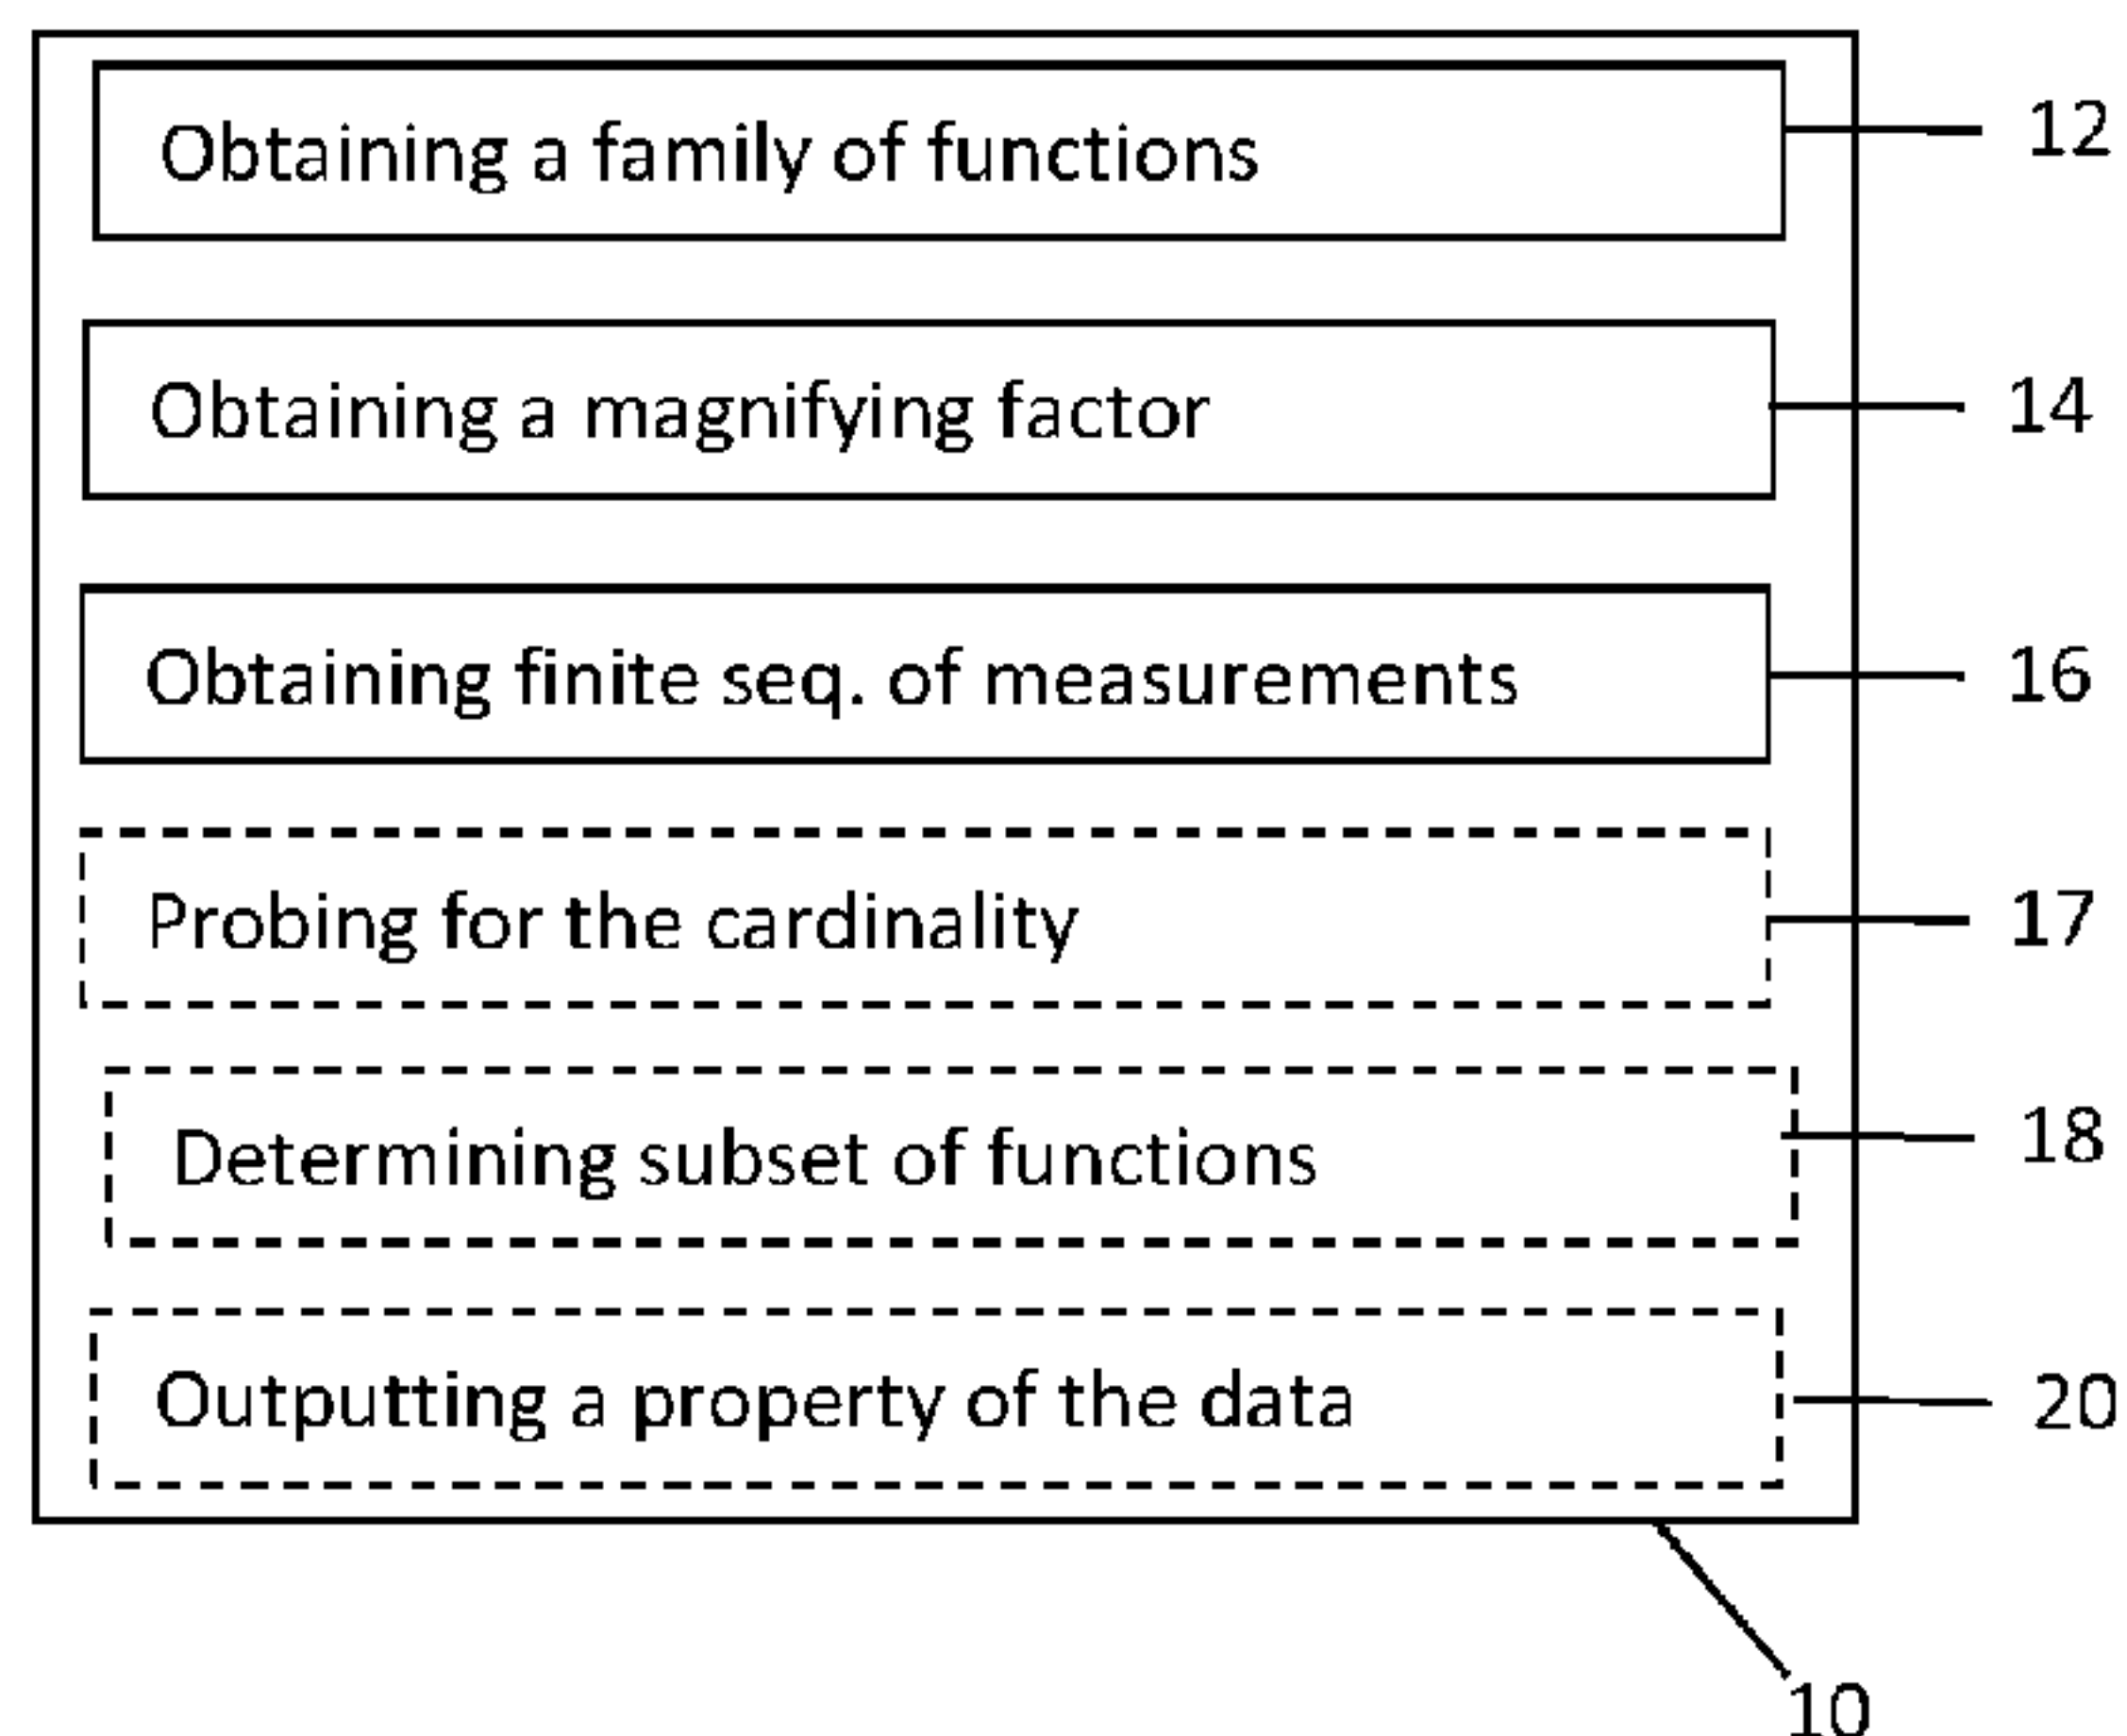 Obtaining a family of functions
12
Obtaining a magnifying factor
14
Obtaining finite seq. of measurements
16
Probing for the cardinality
17
Determining subset of functions
18
Outputting a property of the data
20
10